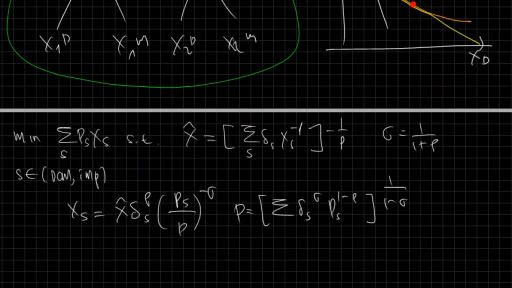 X₁ᴰ X₁ᵐ X₂ᴰ X₂ᵐ
X_D
min Σ_s P_s X_s s.t. X̂ = [Σ_s δ_s X_s^{-ρ}]^{-1/ρ} σ = 1/(1+ρ)
s ∈ (Dom, imp)
X_s = X̂ δ_s^ρ (P_s/P)^{-σ} P = [Σ δ_s^σ P_s^{1-ρ}]^{1/(1-σ)}